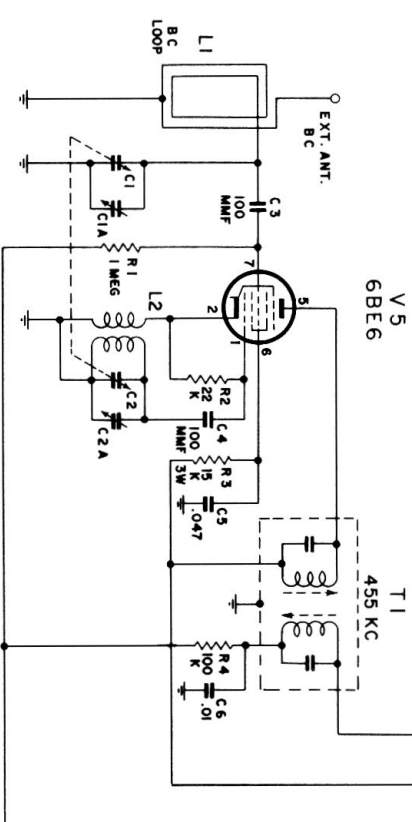 L1
BC
LOOP
EXT. ANT.
BC
C1
C1A
C3
100
MMF
R1
1 MEG
V5
6BE6
7
5
2
1
6
L2
C2
C2A
R2
22
K
C4
100
MMF
R3
15
K
3W
C5
.047
T1
455 KC
R4
100
K
C6
.01